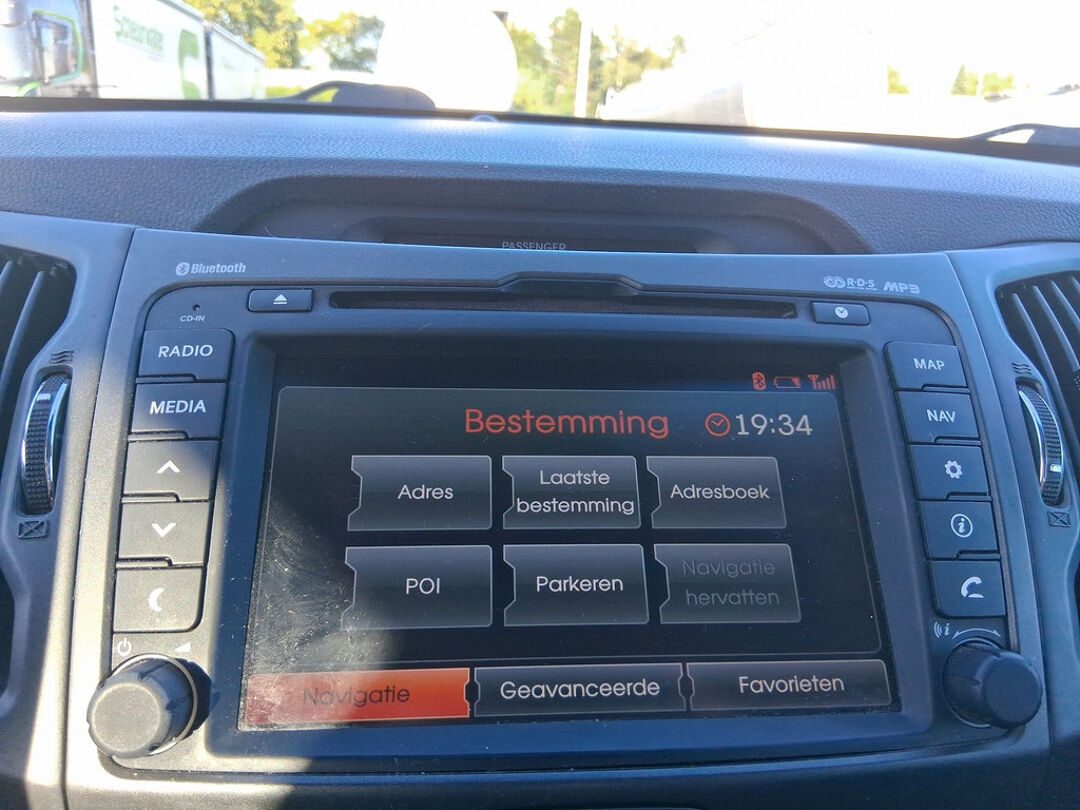 PASSENGER
Bluetooth
R·D·S MP3
CD-IN
RADIO
MEDIA
MAP
NAV
Bestemming
19:34
Adres
Laatste
bestemming
Adresboek
POI
Parkeren
Navigatie
hervatten
Navigatie
Geavanceerde
Favorieten